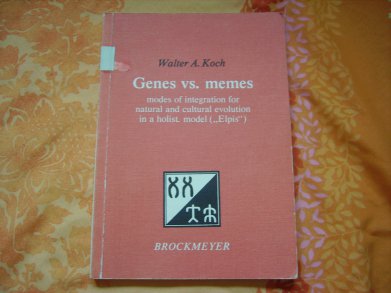 Walter A. Koch
Genes vs. memes
modes of integration for
natural and cultural evolution
in a holist. model („Elpis“)
BROCKMEYER